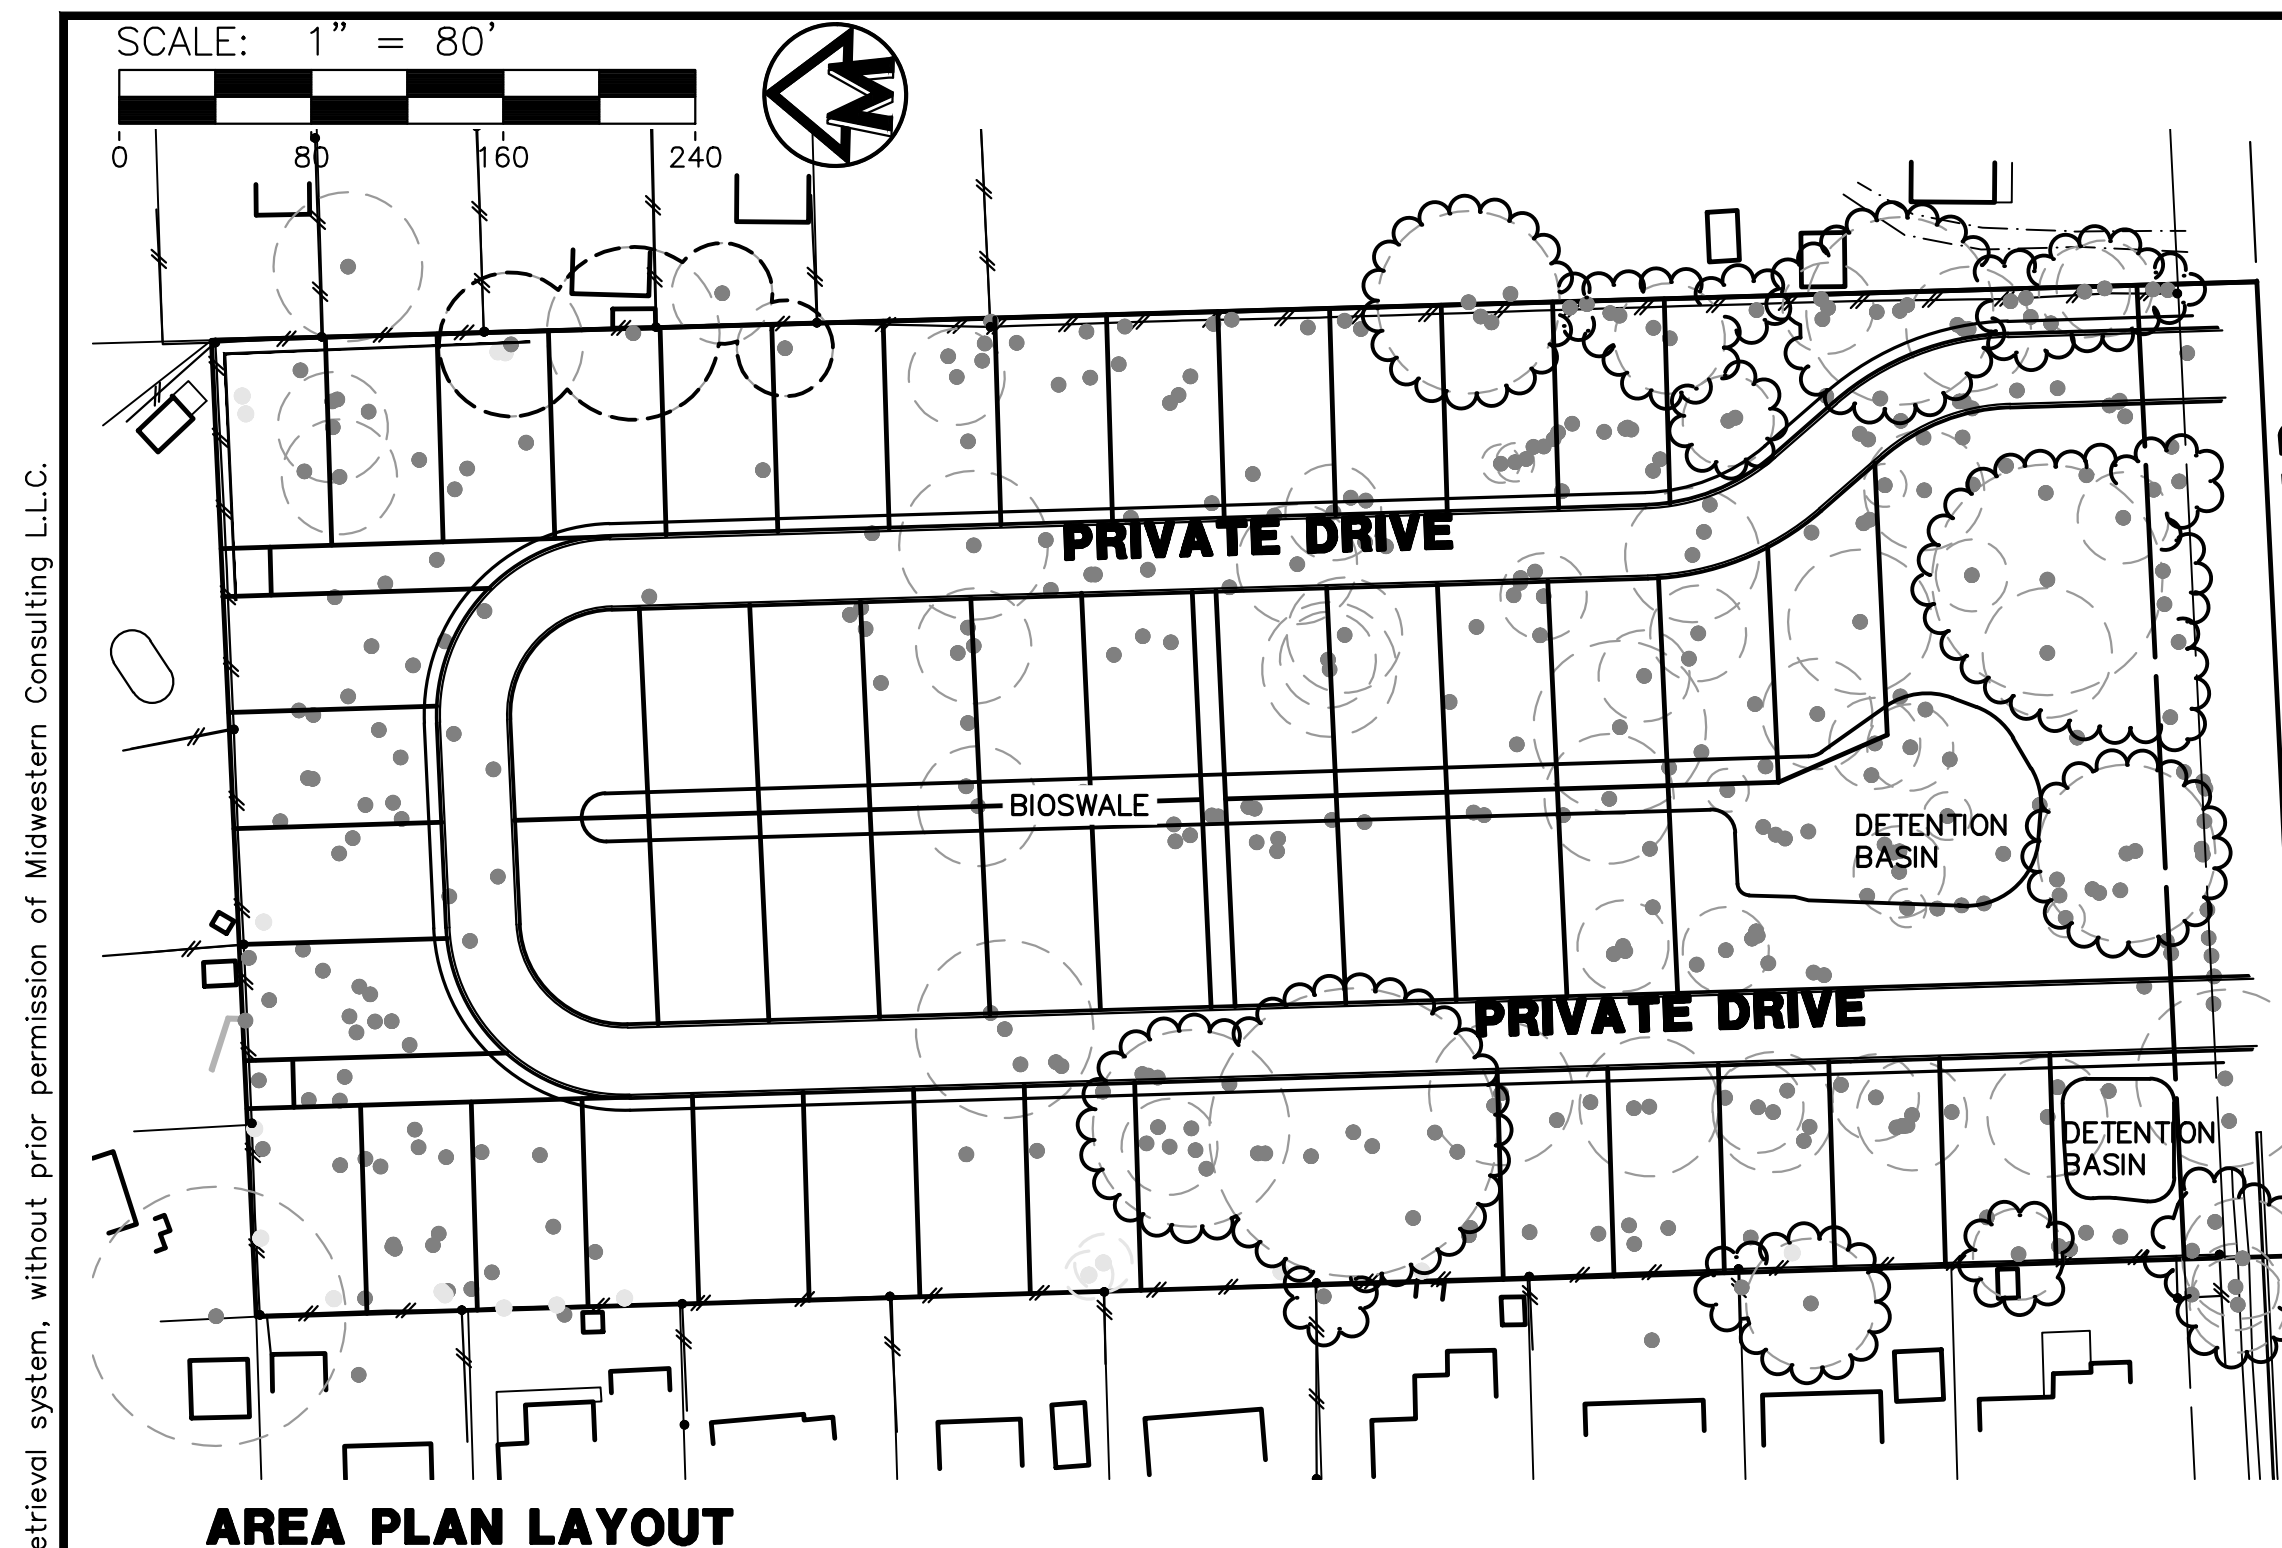 SCALE: 1" = 80'
0 80 160 240
PRIVATE DRIVE
BIOSWALE
DETENTION
BASIN
PRIVATE DRIVE
DETENTION
BASIN
AREA PLAN LAYOUT
etrieval system, without prior permission of Midwestern Consulting L.L.C.